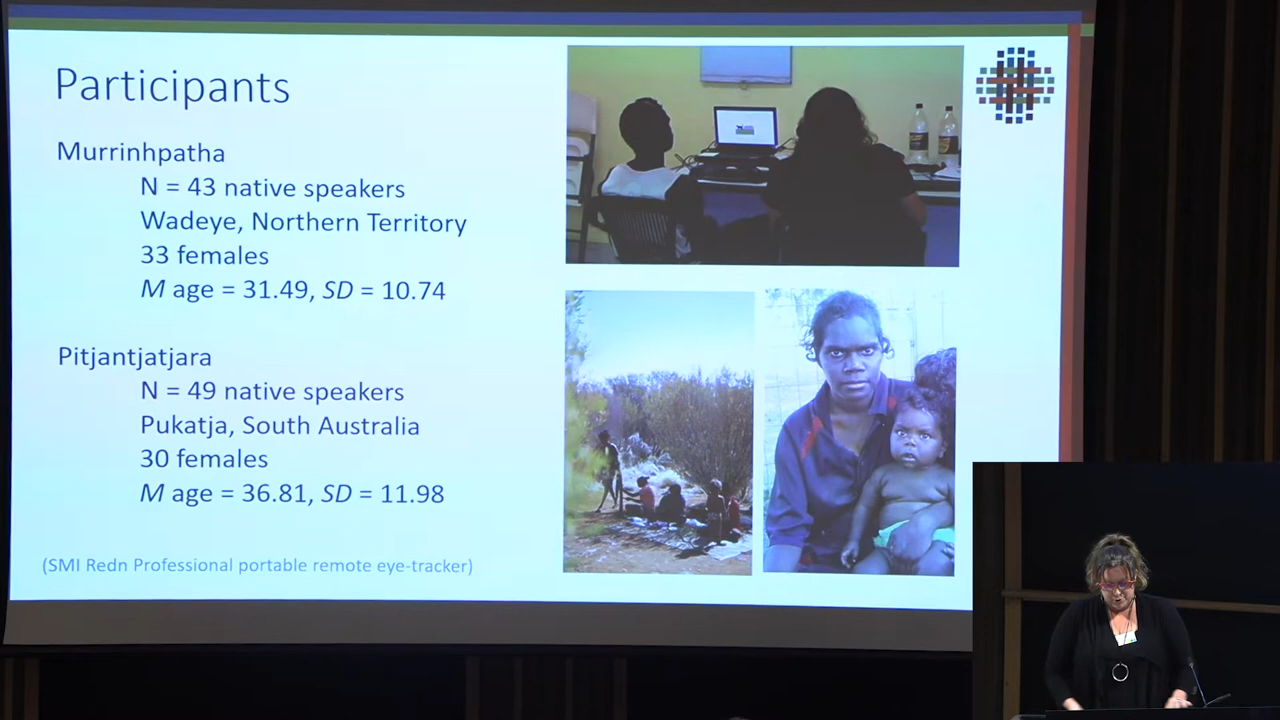 Participants
Murrinhpatha
N = 43 native speakers
Wadeye, Northern Territory
33 females
M age = 31.49, SD = 10.74
Pitjantjatjara
N = 49 native speakers
Pukatja, South Australia
30 females
M age = 36.81, SD = 11.98
(SMI Redn Professional portable remote eye-tracker)